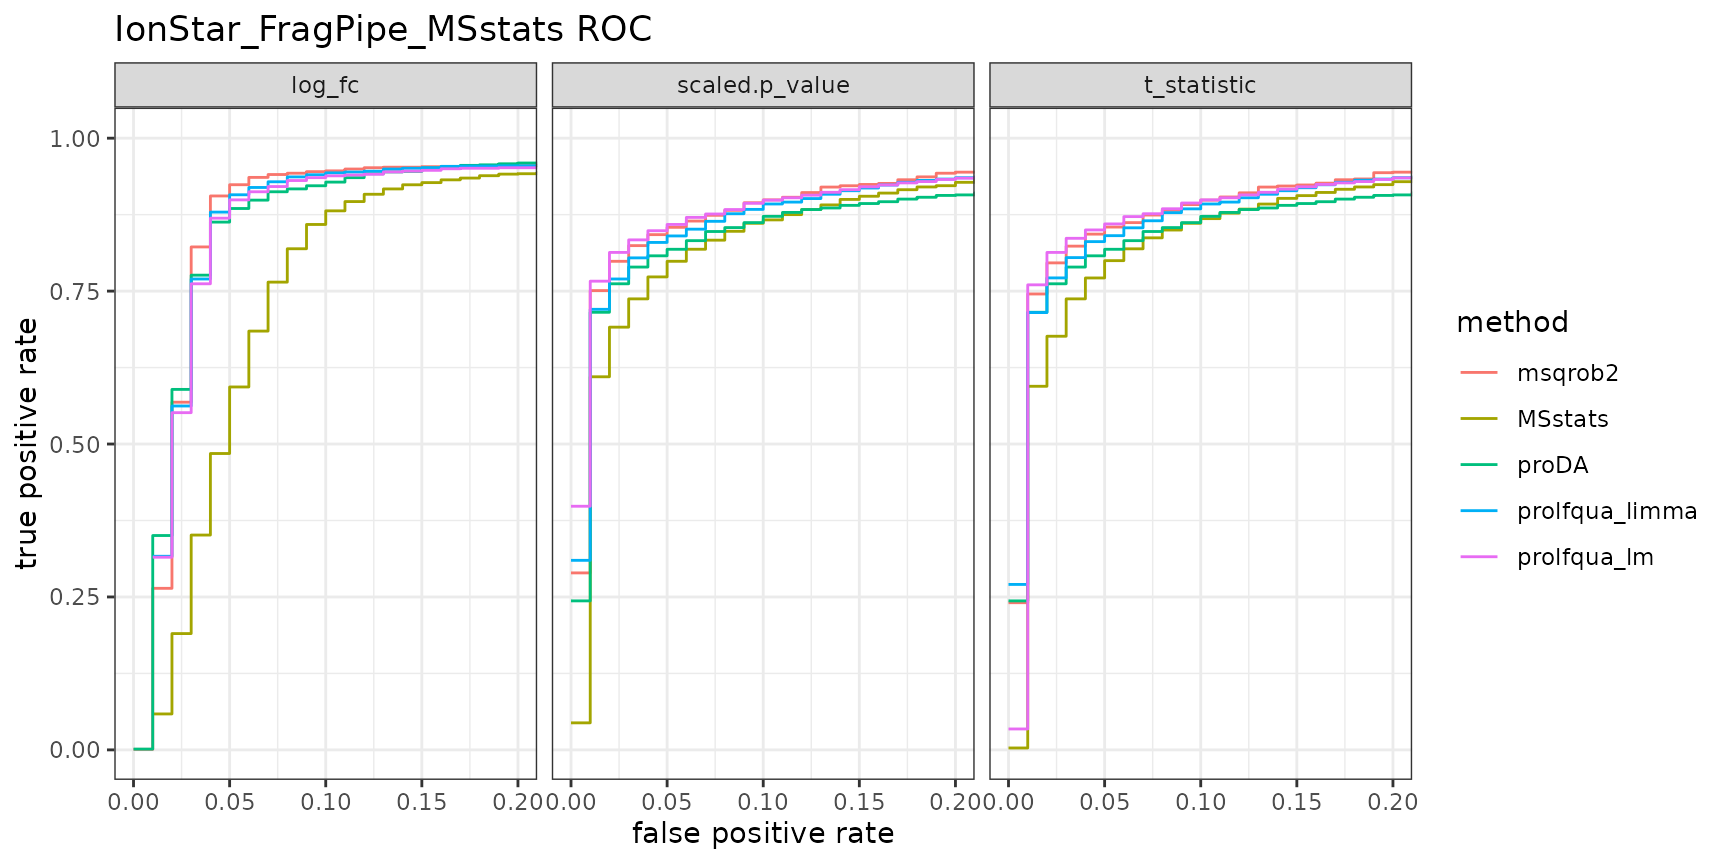 IonStar_FragPipe_MSstats ROC
log_fc
scaled.p_value
t_statistic
true positive rate
1.00
0.75
0.50
0.25
0.00
0.00 0.05 0.10 0.15 0.20
0.00 0.05 0.10 0.15 0.20
0.00 0.05 0.10 0.15 0.20
false positive rate
method
msqrob2
MSstats
proDA
prolfqua_limma
prolfqua_lm